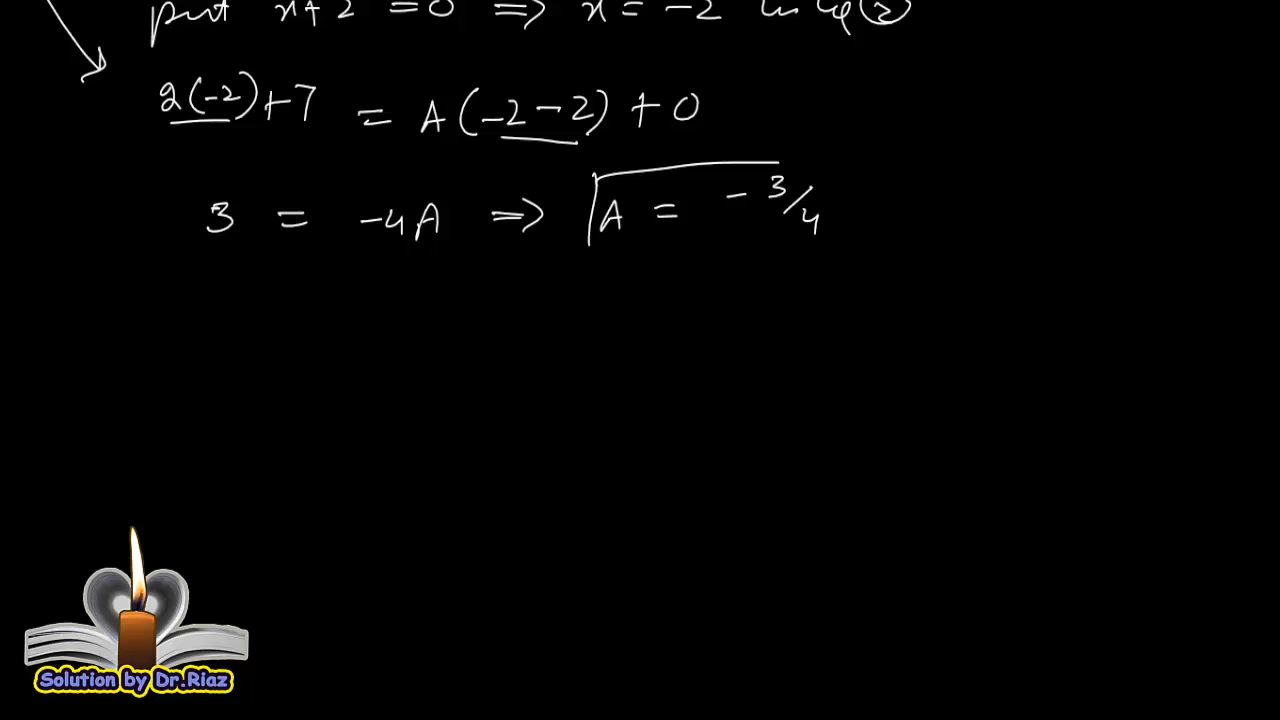 put x+2 = 0 ⇒ x = -2 in eq(2)
2(-2)+7 = A(-2-2)+0
3 = -4A ⇒ A = -3/4
Solution by Dr.Riaz